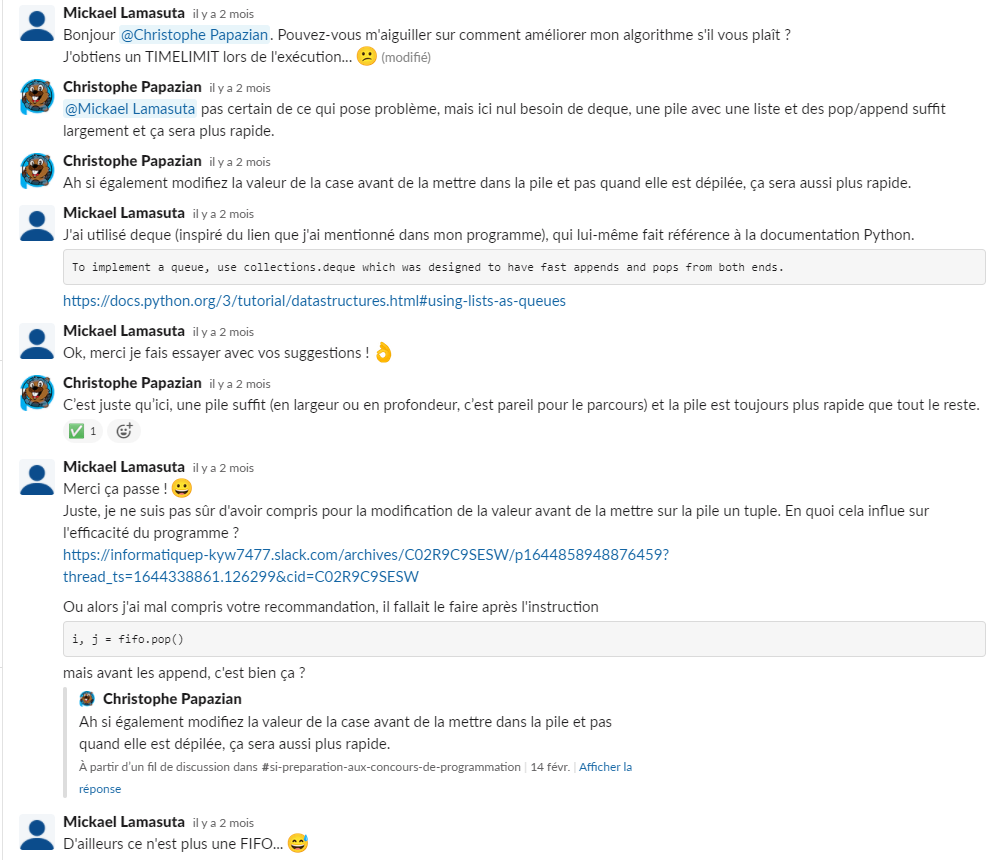 Mickael Lamasuta il y a 2 mois
Bonjour @Christophe Papazian. Pouvez-vous m'aiguiller sur comment améliorer mon algorithme s'il vous plaît ?
J'obtiens un TIMELIMIT lors de l'exécution... 😕 (modifié)
Christophe Papazian il y a 2 mois
@Mickael Lamasuta pas certain de ce qui pose problème, mais ici nul besoin de deque, une pile avec une liste et des pop/append suffit
largement et ça sera plus rapide.
Christophe Papazian il y a 2 mois
Ah si également modifiez la valeur de la case avant de la mettre dans la pile et pas quand elle est dépilée, ça sera aussi plus rapide.
Mickael Lamasuta il y a 2 mois
J'ai utilisé deque (inspiré du lien que j'ai mentionné dans mon programme), qui lui-même fait référence à la documentation Python.
To implement a queue, use collections.deque which was designed to have fast appends and pops from both ends.
https://docs.python.org/3/tutorial/datastructures.html#using-lists-as-queues
Mickael Lamasuta il y a 2 mois
Ok, merci je fais essayer avec vos suggestions ! 👌
Christophe Papazian il y a 2 mois
C’est juste qu’ici, une pile suffit (en largeur ou en profondeur, c’est pareil pour le parcours) et la pile est toujours plus rapide que tout le reste.
✅ 1
Mickael Lamasuta il y a 2 mois
Merci ça passe ! 😀
Juste, je ne suis pas sûr d'avoir compris pour la modification de la valeur avant de la mettre sur la pile un tuple. En quoi cela influe sur
l'efficacité du programme ?
https://informatiquep-kyw7477.slack.com/archives/C02R9C9SESW/p1644858948876459?
thread_ts=1644338861.126299&cid=C02R9C9SESW
Ou alors j'ai mal compris votre recommandation, il fallait le faire après l'instruction
i, j = fifo.pop()
mais avant les append, c'est bien ça ?
Christophe Papazian
Ah si également modifiez la valeur de la case avant de la mettre dans la pile et pas
quand elle est dépilée, ça sera aussi plus rapide.
À partir d’un fil de discussion dans #si-preparation-aux-concours-de-programmation | 14 févr. | Afficher la
réponse
Mickael Lamasuta il y a 2 mois
D'ailleurs ce n'est plus une FIFO... 😅